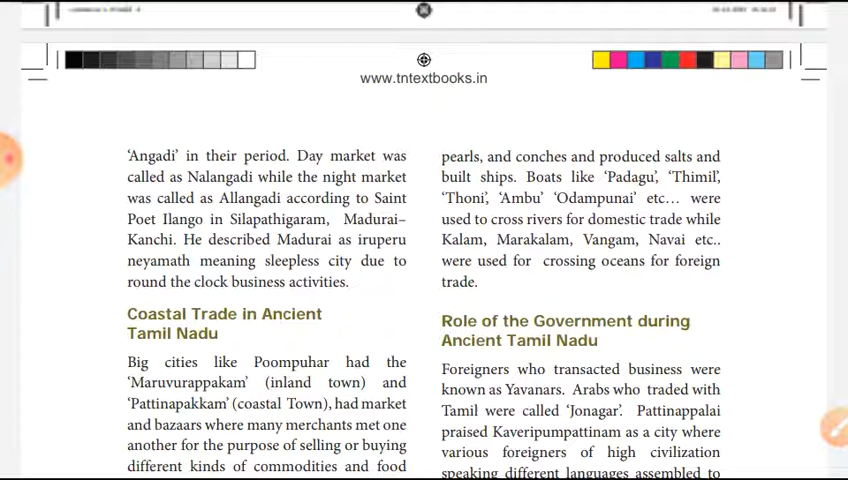 www.tntextbooks.in
‘Angadi’ in their period. Day market was
called as Nalangadi while the night market
was called as Allangadi according to Saint
Poet Ilango in Silapathigaram, Madurai–
Kanchi. He described Madurai as iruperu
neyamath meaning sleepless city due to
round the clock business activities.
Coastal Trade in Ancient
Tamil Nadu
Big cities like Poompuhar had the
‘Maruvurappakam’ (inland town) and
‘Pattinapakkam’ (coastal Town), had market
and bazaars where many merchants met one
another for the purpose of selling or buying
different kinds of commodities and food
pearls, and conches and produced salts and
built ships. Boats like ‘Padagu’, ‘Thimil’,
‘Thoni’, ‘Ambu’ ‘Odampunai’ etc… were
used to cross rivers for domestic trade while
Kalam, Marakalam, Vangam, Navai etc..
were used for crossing oceans for foreign
trade.
Role of the Government during
Ancient Tamil Nadu
Foreigners who transacted business were
known as Yavanars. Arabs who traded with
Tamil were called ‘Jonagar’. Pattinappalai
praised Kaveripumpattinam as a city where
various foreigners of high civilization
speaking different languages assembled to